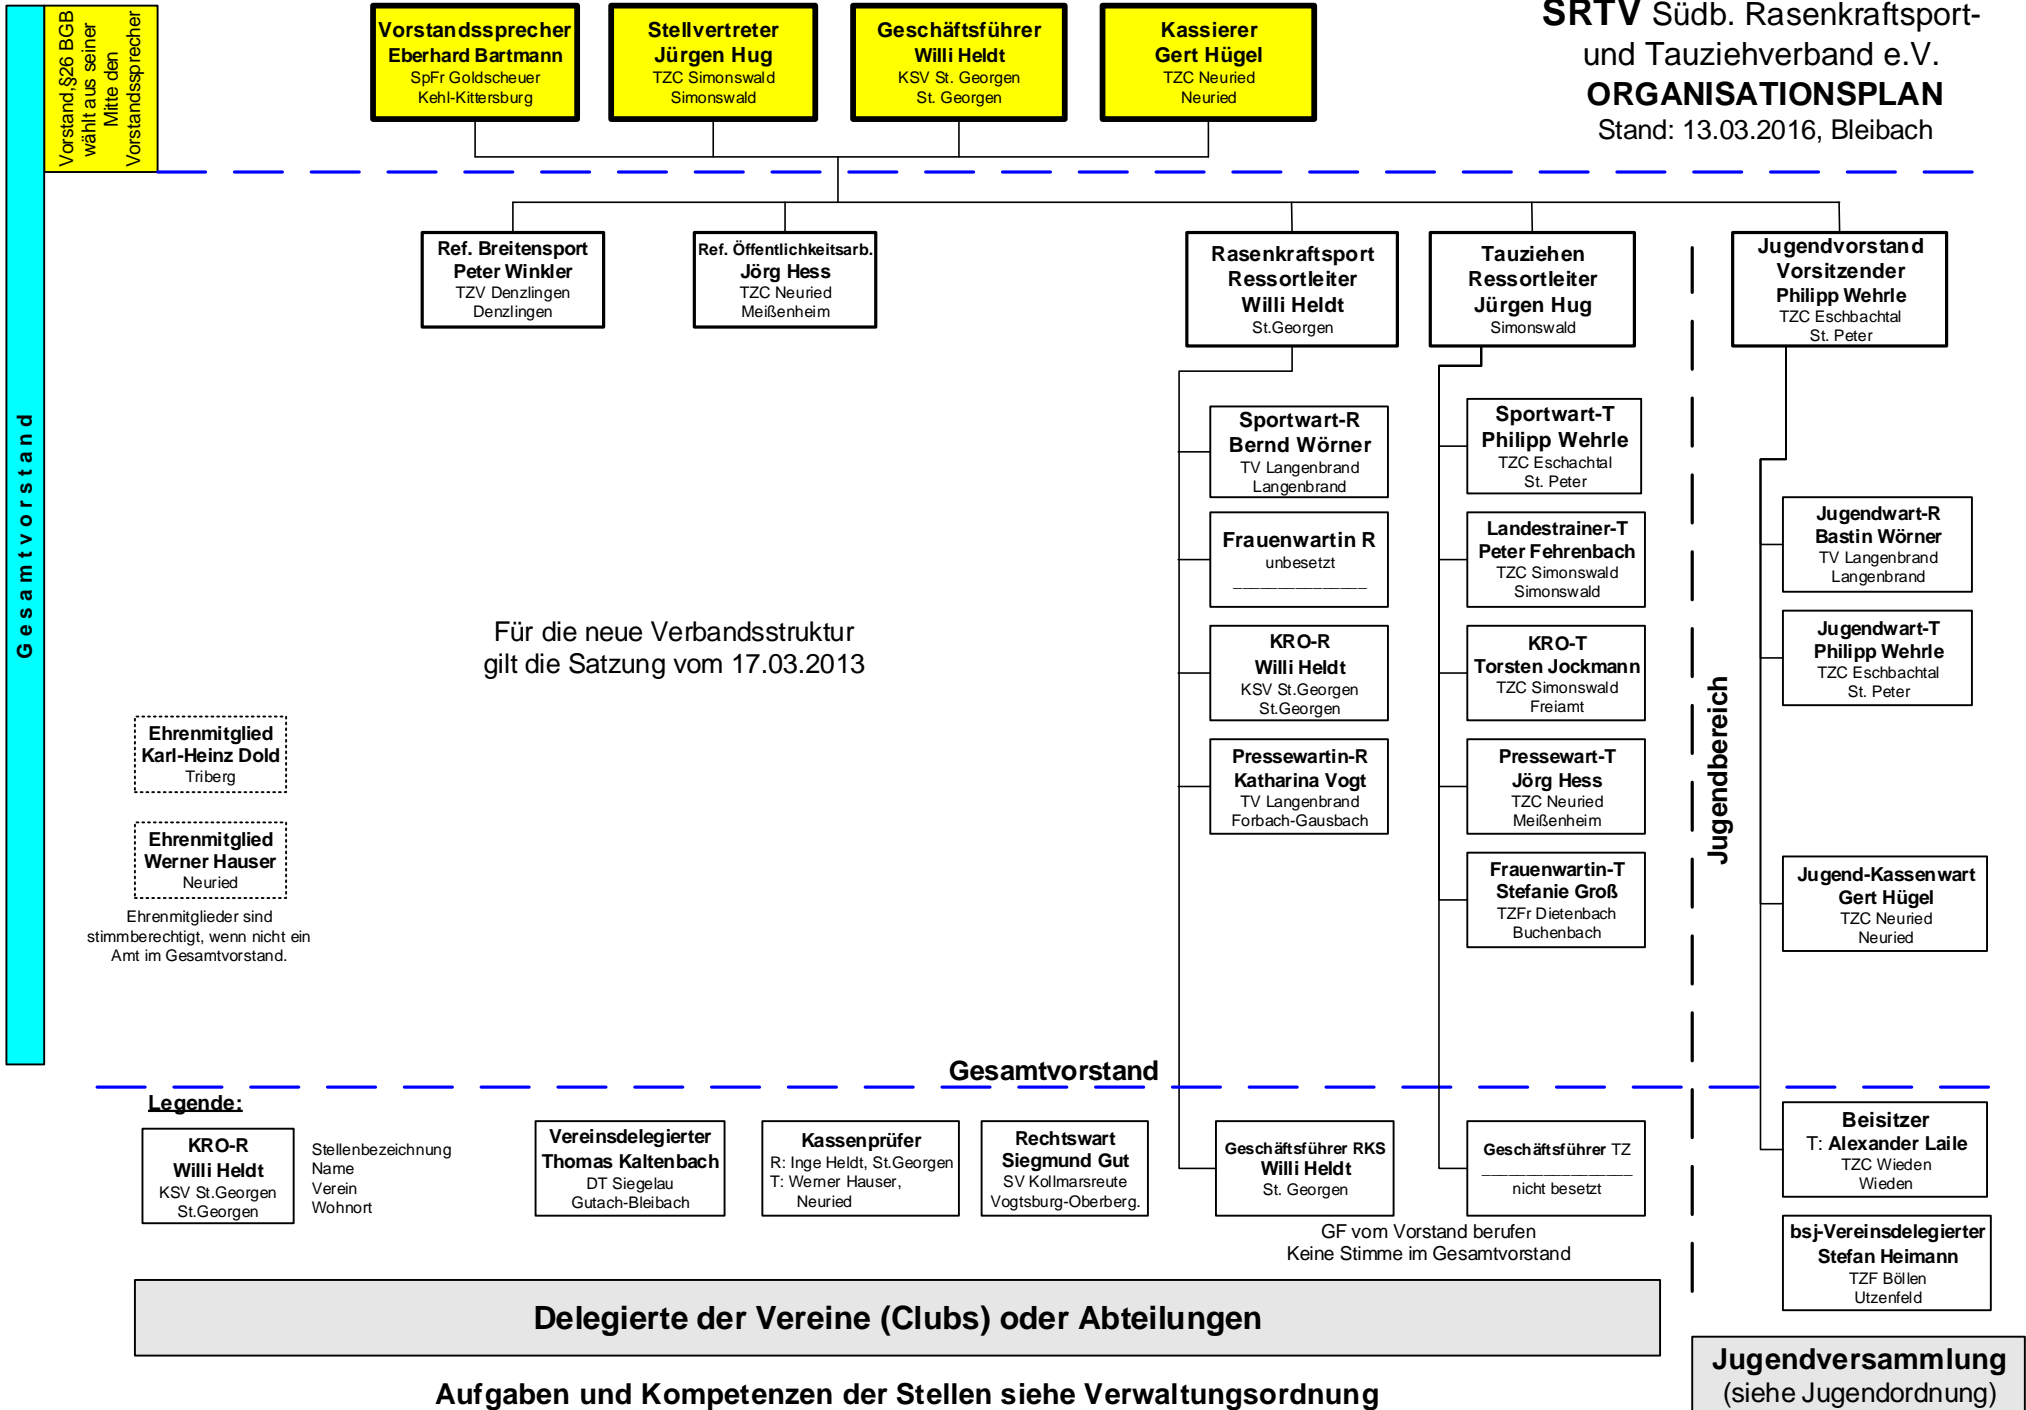 Vorstand,§26 BGB
wählt aus seiner
Mitte den
Vorstandssprecher
Vorstandssprecher
Eberhard Bartmann
SpFr Goldscheuer
Kehl-Kittersburg
Stellvertreter
Jürgen Hug
TZC Simonswald
Simonswald
Geschäftsführer
Willi Heldt
KSV St. Georgen
St. Georgen
Kassierer
Gert Hügel
TZC Neuried
Neuried
SRTV Südb. Rasenkraftsport-
und Tauziehverband e.V.
ORGANISATIONSPLAN
Stand: 13.03.2016, Bleibach
Gesamtvorstand
Ref. Breitensport
Peter Winkler
TZV Denzlingen
Denzlingen
Ref. Öffentlichkeitsarb.
Jörg Hess
TZC Neuried
Meißenheim
Rasenkraftsport
Ressortleiter
Willi Heldt
St.Georgen
Tauziehen
Ressortleiter
Jürgen Hug
Simonswald
Jugendvorstand
Vorsitzender
Philipp Wehrle
TZC Eschbachtal
St. Peter
Sportwart-R
Bernd Wörner
TV Langenbrand
Langenbrand
Frauenwartin R
unbesetzt
_______________
KRO-R
Willi Heldt
KSV St.Georgen
St.Georgen
Pressewartin-R
Katharina Vogt
TV Langenbrand
Forbach-Gausbach
Sportwart-T
Philipp Wehrle
TZC Eschachtal
St. Peter
Landestrainer-T
Peter Fehrenbach
TZC Simonswald
Simonswald
KRO-T
Torsten Jockmann
TZC Simonswald
Freiamt
Pressewart-T
Jörg Hess
TZC Neuried
Meißenheim
Frauenwartin-T
Stefanie Groß
TZFr Dietenbach
Buchenbach
Jugendbereich
Jugendwart-R
Bastin Wörner
TV Langenbrand
Langenbrand
Jugendwart-T
Philipp Wehrle
TZC Eschbachtal
St. Peter
Jugend-Kassenwart
Gert Hügel
TZC Neuried
Neuried
Für die neue Verbandsstruktur
gilt die Satzung vom 17.03.2013
Ehrenmitglied
Karl-Heinz Dold
Triberg
Ehrenmitglied
Werner Hauser
Neuried
Ehrenmitglieder sind
stimmberechtigt, wenn nicht ein
Amt im Gesamtvorstand.
Gesamtvorstand
Legende:
KRO-R
Willi Heldt
KSV St.Georgen
St.Georgen
Stellenbezeichnung
Name
Verein
Wohnort
Vereinsdelegierter
Thomas Kaltenbach
DT Siegelau
Gutach-Bleibach
Kassenprüfer
R: Inge Heldt, St.Georgen
T: Werner Hauser,
Neuried
Rechtswart
Siegmund Gut
SV Kollmarsreute
Vogtsburg-Oberberg.
Geschäftsführer RKS
Willi Heldt
St. Georgen
Geschäftsführer TZ
_________________
nicht besetzt
GF vom Vorstand berufen
Keine Stimme im Gesamtvorstand
Beisitzer
T: Alexander Laile
TZC Wieden
Wieden
bsj-Vereinsdelegierter
Stefan Heimann
TZF Böllen
Utzenfeld
Delegierte der Vereine (Clubs) oder Abteilungen
Jugendversammlung
(siehe Jugendordnung)
Aufgaben und Kompetenzen der Stellen siehe Verwaltungsordnung